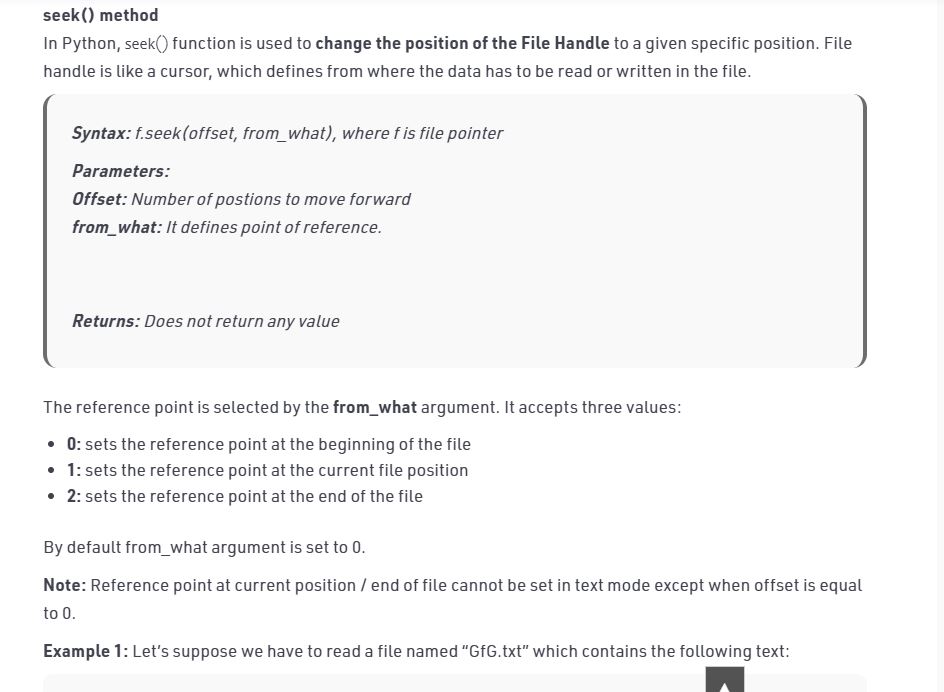 seek() method
In Python, seek() function is used to change the position of the File Handle to a given specific position. File
handle is like a cursor, which defines from where the data has to be read or written in the file.
Syntax: f.seek(offset, from_what), where f is file pointer
Parameters:
Offset: Number of postions to move forward
from_what: It defines point of reference.
Returns: Does not return any value
The reference point is selected by the from_what argument. It accepts three values:
• 0: sets the reference point at the beginning of the file
• 1: sets the reference point at the current file position
• 2: sets the reference point at the end of the file
By default from_what argument is set to 0.
Note: Reference point at current position / end of file cannot be set in text mode except when offset is equal
to 0.
Example 1: Let's suppose we have to read a file named “GfG.txt” which contains the following text: